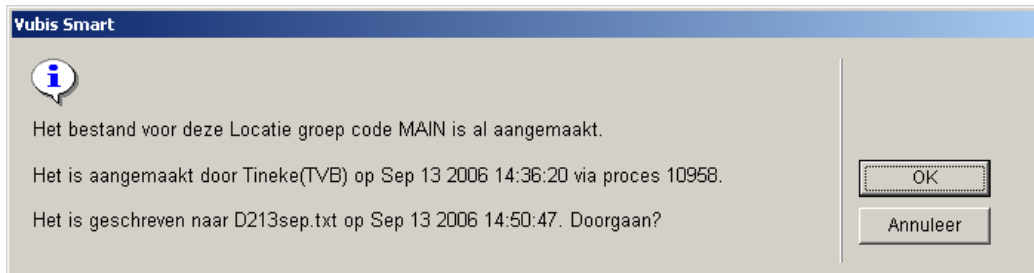 Vubis Smart
Het bestand voor deze Locatie groep code MAIN is al aangemaakt.
Het is aangemaakt door Tineke(TVB) op Sep 13 2006 14:36:20 via proces 10958.
Het is geschreven naar D213sep.txt op Sep 13 2006 14:50:47. Doorgaan?
OK
Annuleer